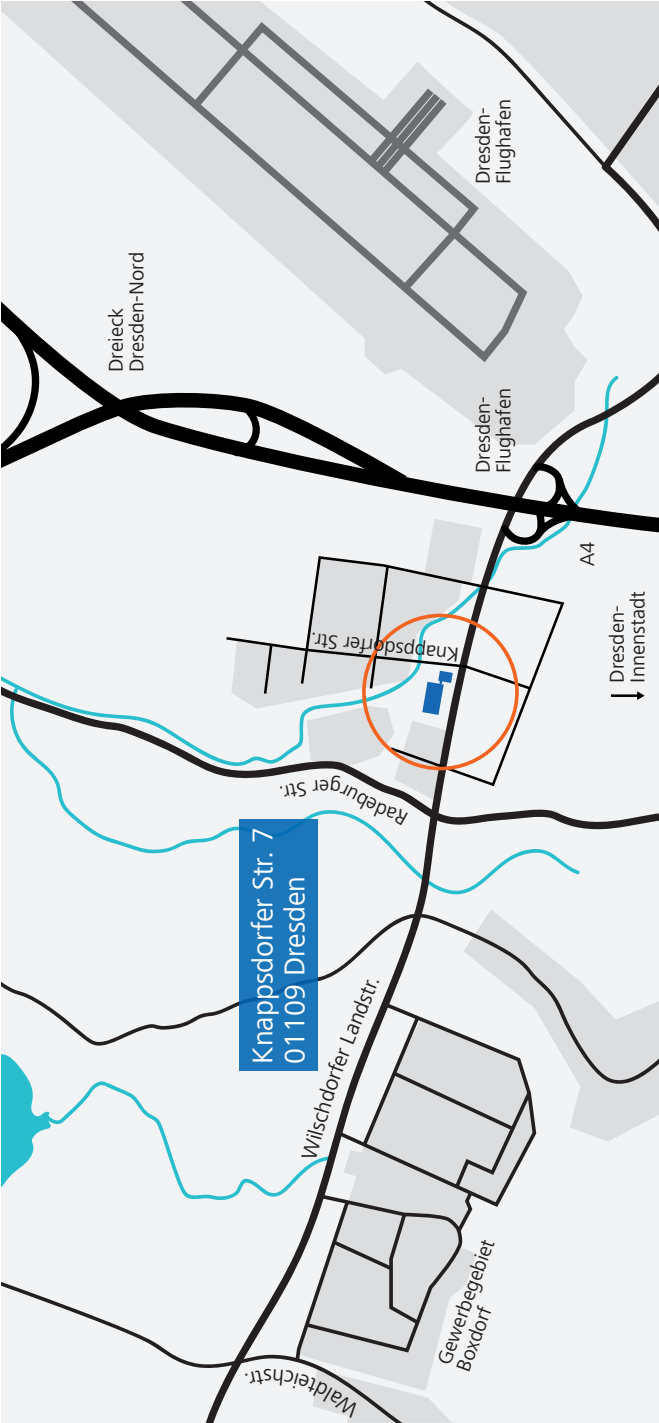 Dresden-
Flughafen
Dreieck
Dresden-Nord
Dresden-
Flughafen
A4
Dresden-
Innenstadt
Knappsdorfer Str.
Radeburger Str.
Knappsdorfer Str. 7
01109 Dresden
Wilschdorfer Landstr.
Gewerbegebiet
Boxdorf
Waldteichstr.